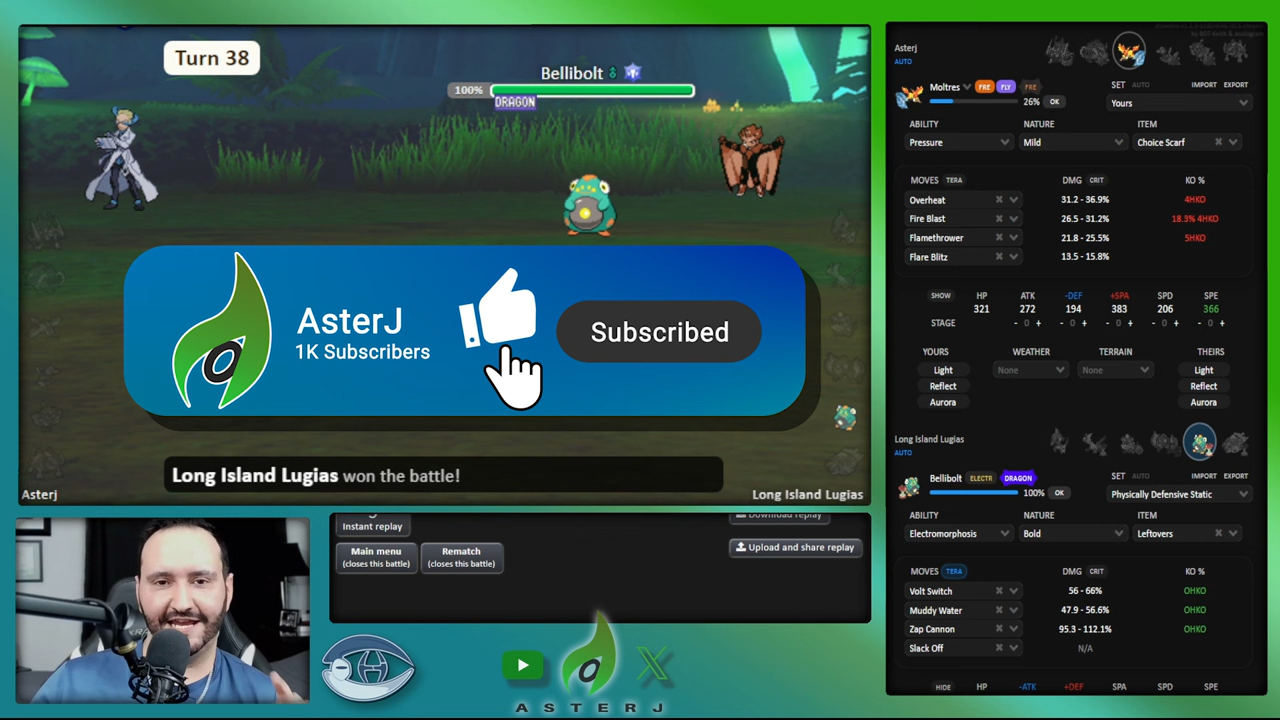 Turn 38
Bellibolt
100%
DRAGON
AsterJ
1K Subscribers
Subscribed
Long Island Lugias won the battle!
Asterj
Long Island Lugias
Instant replay
Download replay
Main menu
(closes this battle)
Rematch
(closes this battle)
Upload and share replay
ASTERJ
Asterj
AUTO
Moltres FRE FLY FRE
26% OK
SET AUTO IMPORT EXPORT
Yours
ABILITY NATURE ITEM
Pressure Mild Choice Scarf
MOVES TERA DMG CRIT KO %
Overheat 31.2 - 36.9% 4HKO
Fire Blast 26.5 - 31.2% 18.3% 4HKO
Flamethrower 21.8 - 25.5% 5HKO
Flare Blitz 13.5 - 15.8%
SHOW HP ATK -DEF +SPA SPD SPE
321 272 194 383 206 366
STAGE - 0 + - 0 + - 0 + - 0 + - 0 +
YOURS WEATHER TERRAIN THEIRS
Light None None Light
Reflect Reflect
Aurora Aurora
Long Island Lugias
AUTO
Bellibolt ELECTR DRAGON
100% OK
SET AUTO IMPORT EXPORT
Physically Defensive Static
ABILITY NATURE ITEM
Electromorphosis Bold Leftovers
MOVES TERA DMG CRIT KO %
Volt Switch 56 - 66% OHKO
Muddy Water 47.9 - 56.6% OHKO
Zap Cannon 95.3 - 112.1% OHKO
Slack Off N/A
HIDE HP -ATK +DEF SPA SPD SPE